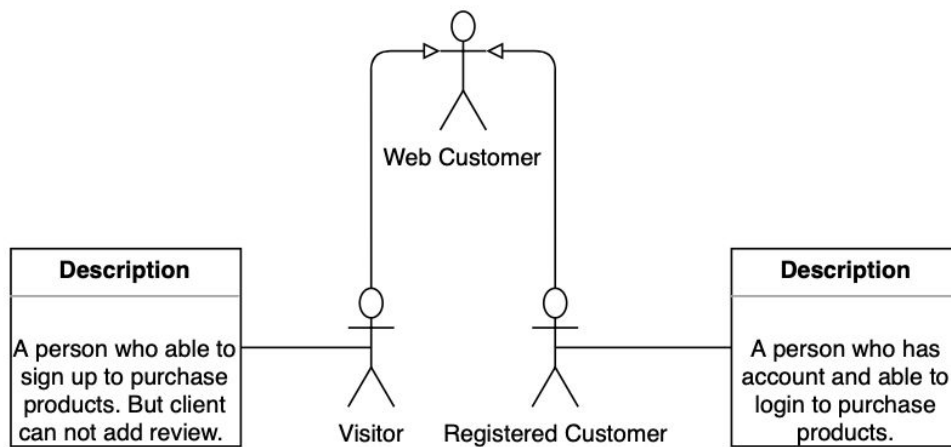 Web Customer
Description
A person who able to
sign up to purchase
products. But client
can not add review.
Visitor
Registered Customer
Description
A person who has
account and able to
login to purchase
products.